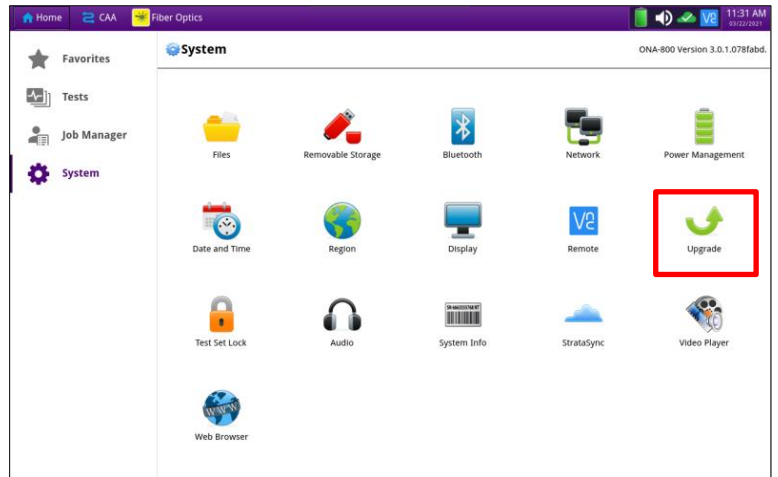 Home CAA Fiber Optics 11:31 AM
03/22/2021
System ONA-800 Version 3.0.1.078fabd.
Favorites
Tests
Job Manager
System
Files Removable Storage Bluetooth Network Power Management
Date and Time Region Display Remote Upgrade
Test Set Lock Audio System Info StrataSync Video Player
WWW
Web Browser